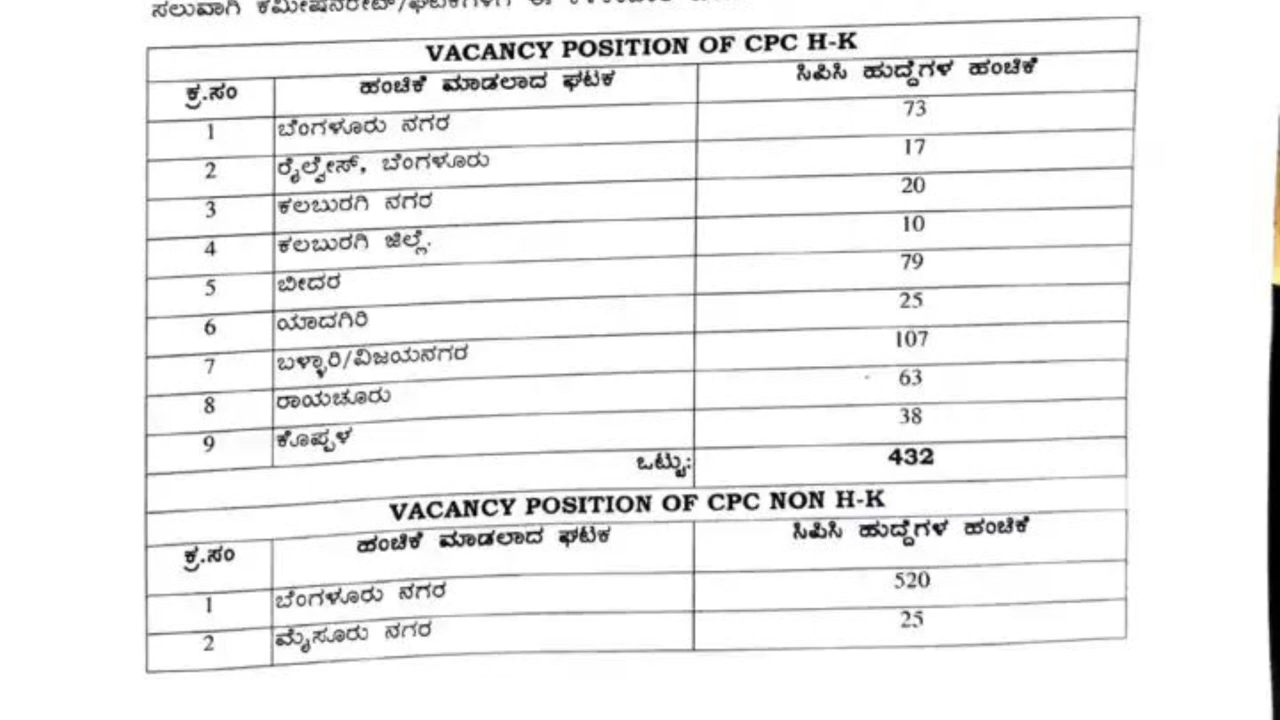 ಸಲುವಾಗಿ ಕಮೀಷನರೇಟ್/ಘಟಕಗಳಿಗೆ ಈ
VACANCY POSITION OF CPC H-K
ಕ್ರ.ಸಂ ಹಂಚಿಕೆ ಮಾಡಲಾದ ಘಟಕ ಸಿಪಿಸಿ ಹುದ್ದೆಗಳ ಹಂಚಿಕೆ
1 ಬೆಂಗಳೂರು ನಗರ 73
2 ರೈಲ್ವೇಸ್, ಬೆಂಗಳೂರು 17
3 ಕಲಬುರಗಿ ನಗರ 20
4 ಕಲಬುರಗಿ ಜಿಲ್ಲೆ. 10
5 ಬೀದರ 79
6 ಯಾದಗಿರಿ 25
7 ಬಳ್ಳಾರಿ/ವಿಜಯನಗರ 107
8 ರಾಯಚೂರು 63
9 ಕೊಪ್ಪಳ 38
ಒಟ್ಟು: 432
VACANCY POSITION OF CPC NON H-K
ಕ್ರ.ಸಂ ಹಂಚಿಕೆ ಮಾಡಲಾದ ಘಟಕ ಸಿಪಿಸಿ ಹುದ್ದೆಗಳ ಹಂಚಿಕೆ
1 ಬೆಂಗಳೂರು ನಗರ 520
2 ಮೈಸೂರು ನಗರ 25